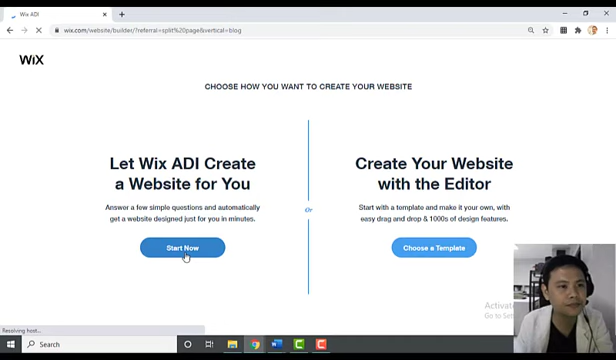 Wix ADI
wix.com/website/builder/?referral=split%20page&vertical=blog
WiX
CHOOSE HOW YOU WANT TO CREATE YOUR WEBSITE
Let Wix ADI Create
a Website for You
Answer a few simple questions and automatically
get a website designed just for you in minutes.
Start Now
Or
Create Your Website
with the Editor
Start with a template and make it your own, with
easy drag and drop & 1000s of design features.
Choose a Template
Activate
Go to Set
Resolving host...
Search